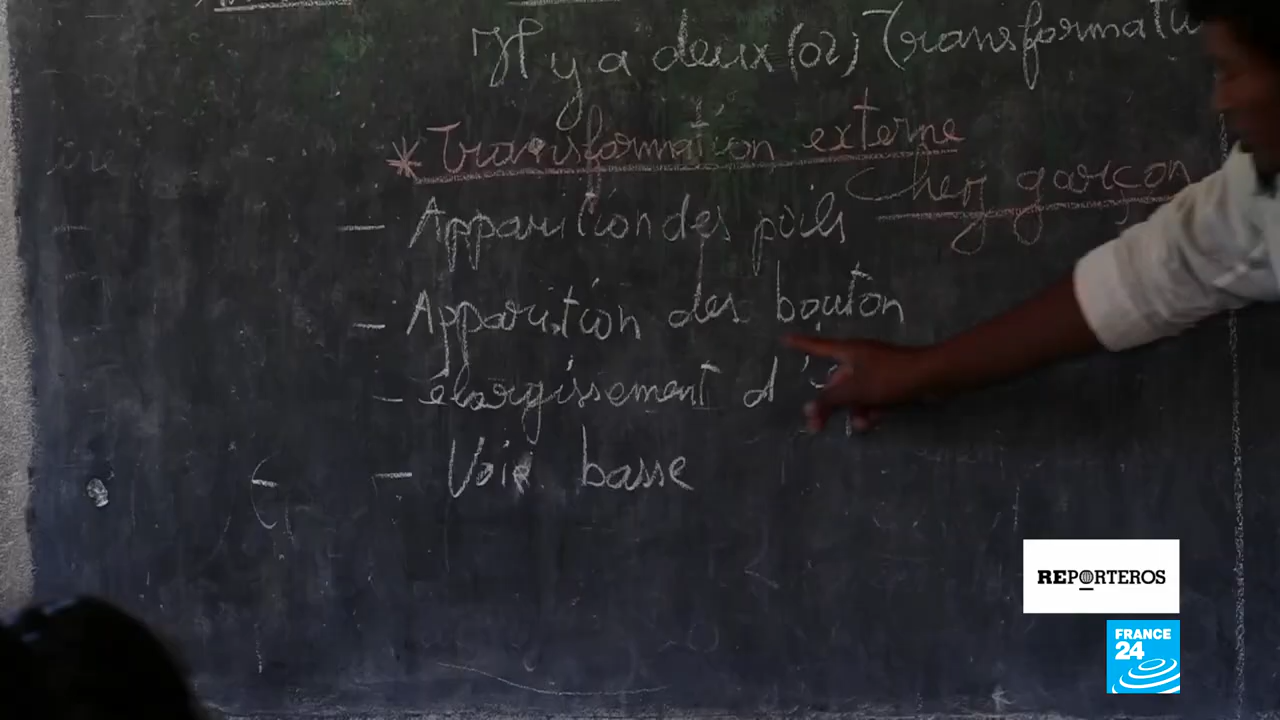 Il y a deux (02) Transformatio
* Transformation externe
Chez garçon
— Apparition des poils
— Apparition des bouton
— élargissement d'é
— Voix basse
REPORTEROS
FRANCE
24